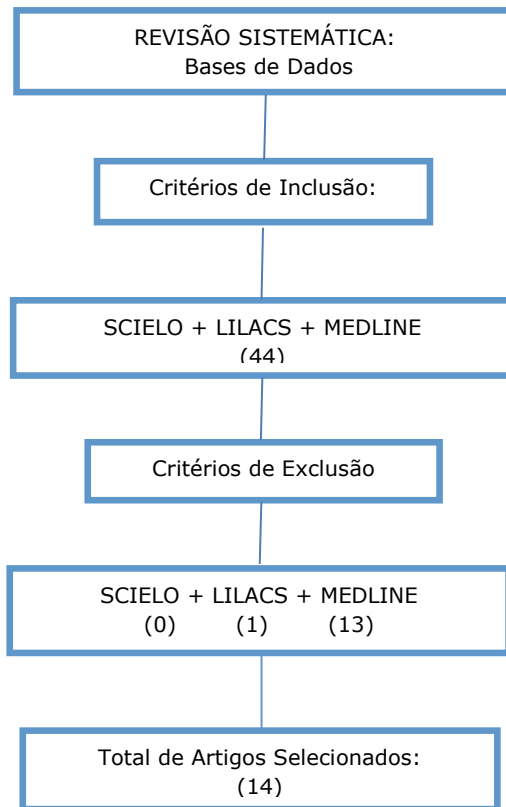 REVISÃO SISTEMÁTICA:
Bases de Dados
Critérios de Inclusão:
SCIELO + LILACS + MEDLINE
(44)
Critérios de Exclusão
SCIELO + LILACS + MEDLINE
(0) (1) (13)
Total de Artigos Selecionados:
(14)